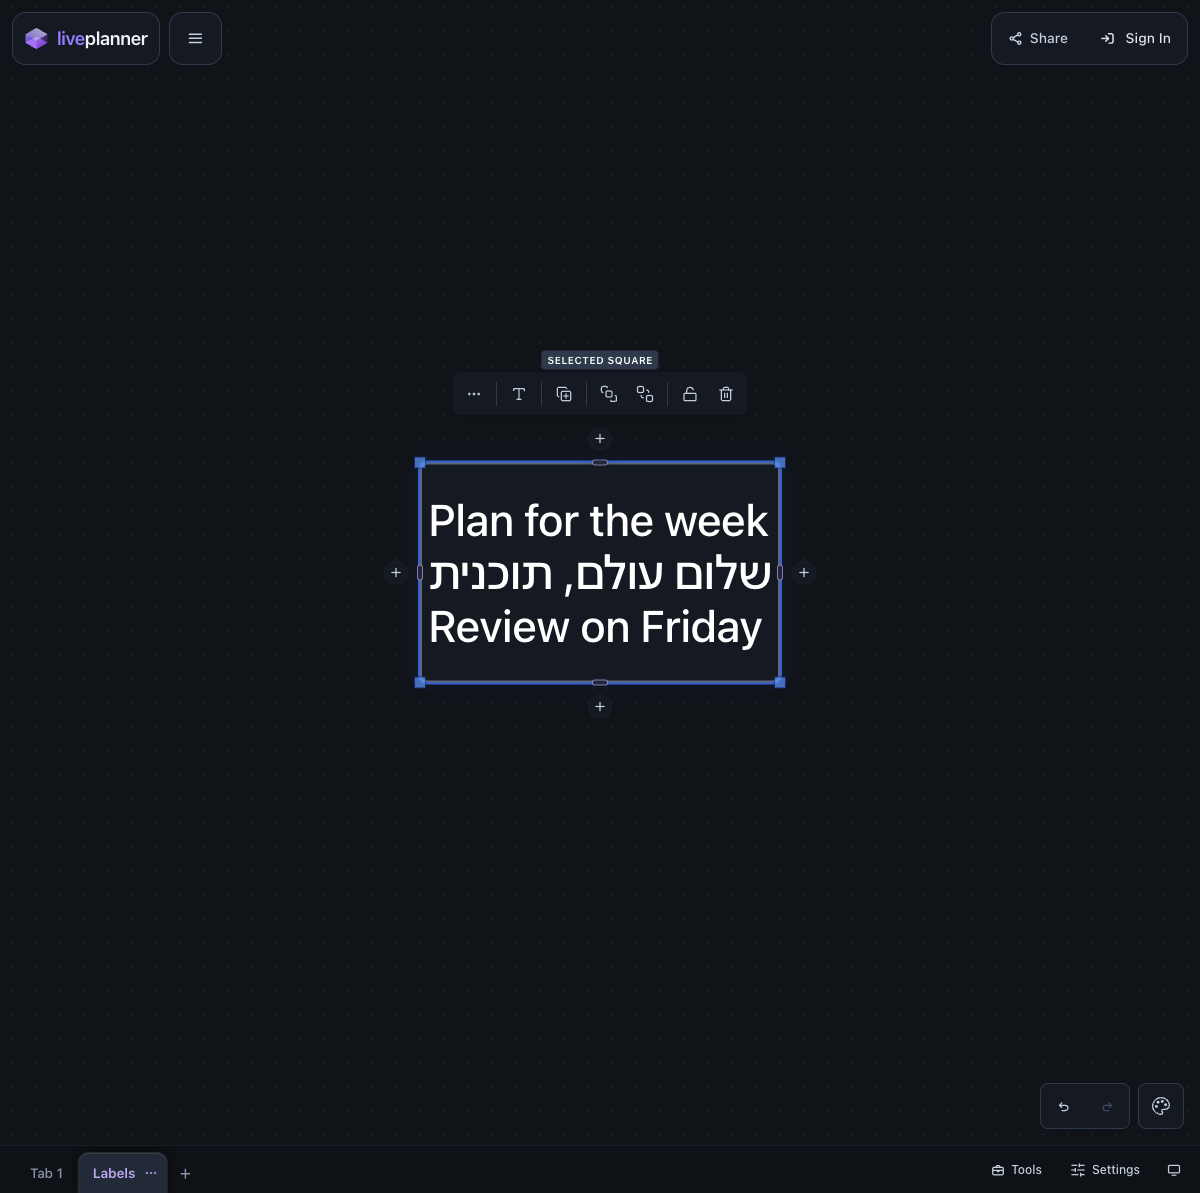 liveplanner
Share
Sign In
SELECTED SQUARE
Plan for the week
שלום עולם, תוכנית
Review on Friday
Tab 1
Labels
Tools
Settings